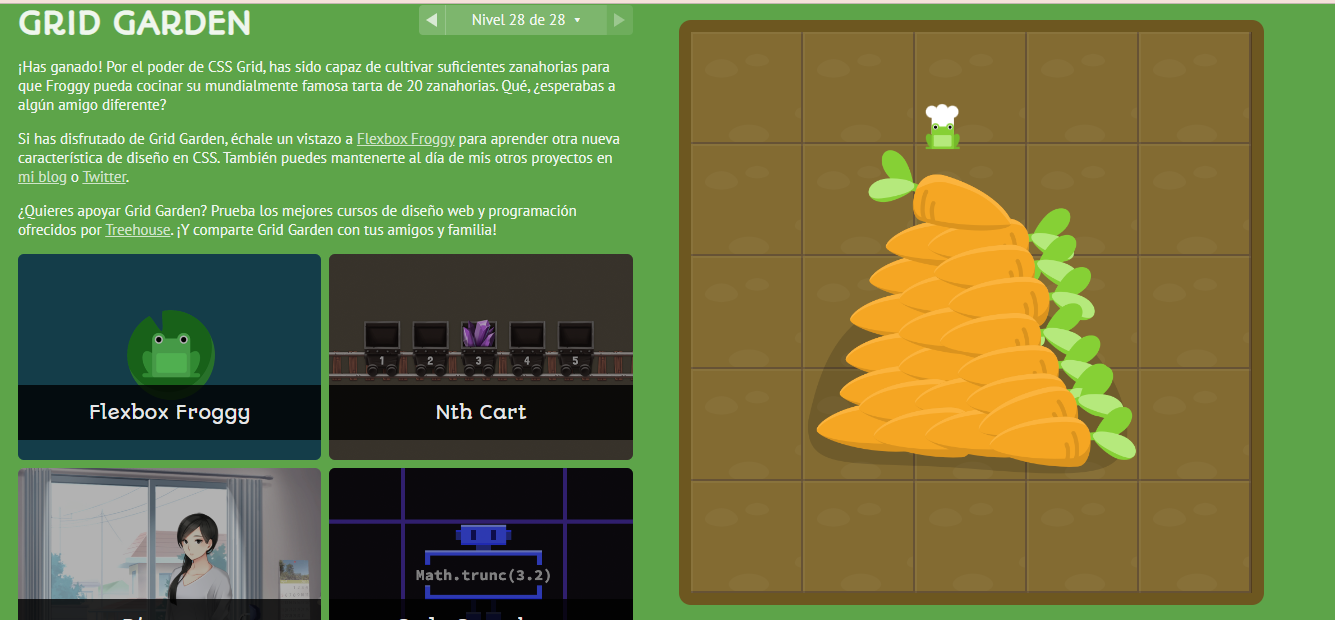 GRID GARDEN
Nivel 28 de 28
¡Has ganado! Por el poder de CSS Grid, has sido capaz de cultivar suficientes zanahorias para
que Froggy pueda cocinar su mundialmente famosa tarta de 20 zanahorias. Qué, ¿esperabas a
algún amigo diferente?
Si has disfrutado de Grid Garden, échale un vistazo a Flexbox Froggy para aprender otra nueva
característica de diseño en CSS. También puedes mantenerte al día de mis otros proyectos en
mi blog o Twitter.
¿Quieres apoyar Grid Garden? Prueba los mejores cursos de diseño web y programación
ofrecidos por Treehouse. ¡Y comparte Grid Garden con tus amigos y familia!
1 2 3 4 5
Flexbox Froggy
Nth Cart
Math.trunc(3.2)